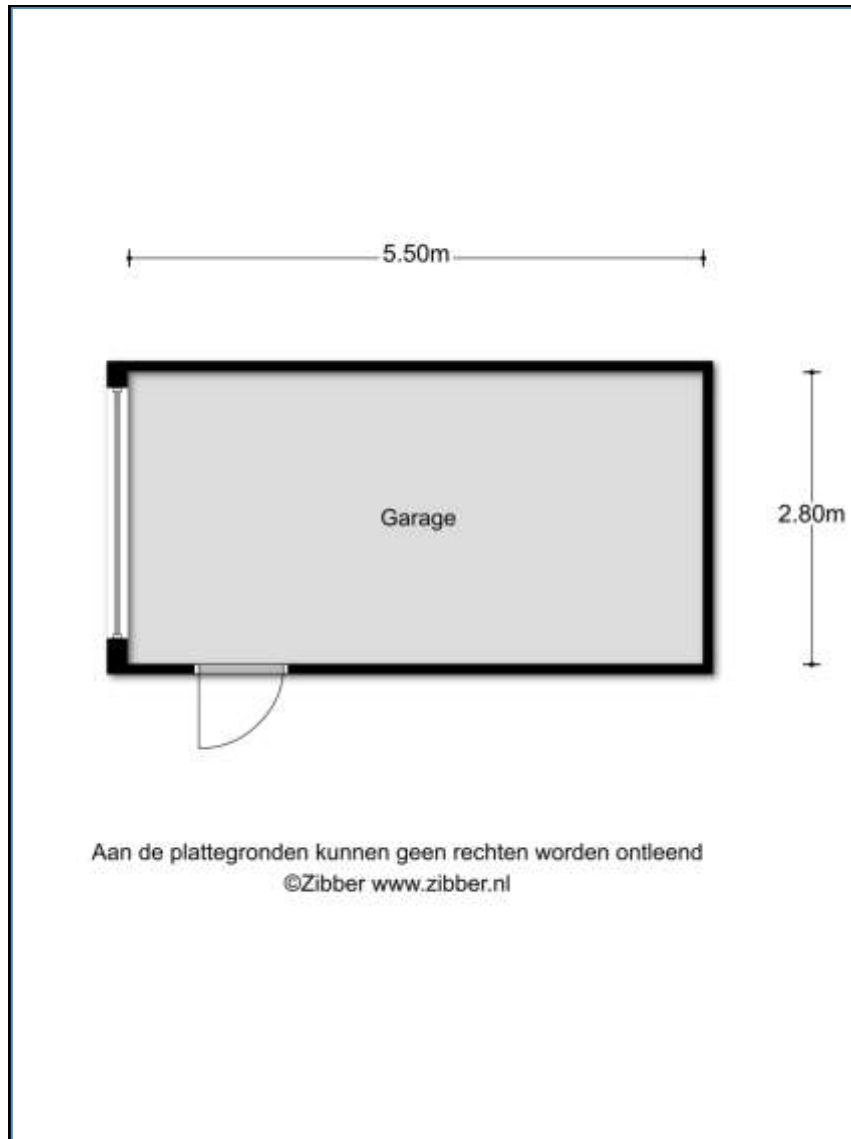 5.50m
Garage
2.80m
Aan de plattegronden kunnen geen rechten worden ontleend
©Zibber www.zibber.nl